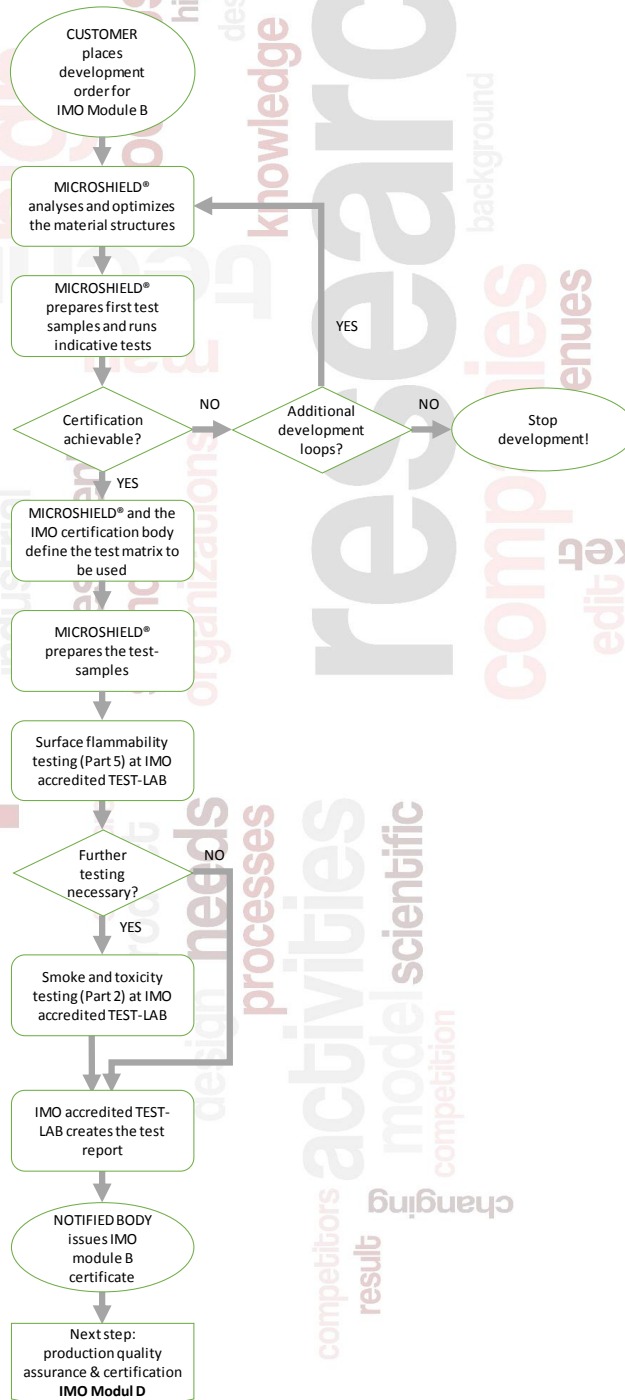 CUSTOMER
places
development
order for
IMO Module B
MICROSHIELD®
analyses and optimizes
the material structures
MICROSHIELD®
prepares first test
samples and runs
indicative tests
YES
Certification
achievable?
NO
Additional
development
loops?
NO
Stop
development!
YES
MICROSHIELD® and the
IMO certification body
define the test matrix to
be used
MICROSHIELD®
prepares the test-
samples
Surface flammability
testing (Part 5) at IMO
accredited TEST-LAB
Further
testing
necessary?
NO
YES
Smoke and toxicity
testing (Part 2) at IMO
accredited TEST-LAB
IMO accredited TEST-
LAB creates the test
report
NOTIFIED BODY
issues IMO
module B
certificate
Next step:
production quality
assurance & certification
IMO Modul D
knowledge
background
research
companies
organizations
edit
needs
processes
activities
scientific
design
model
competition
changing
competitors
result